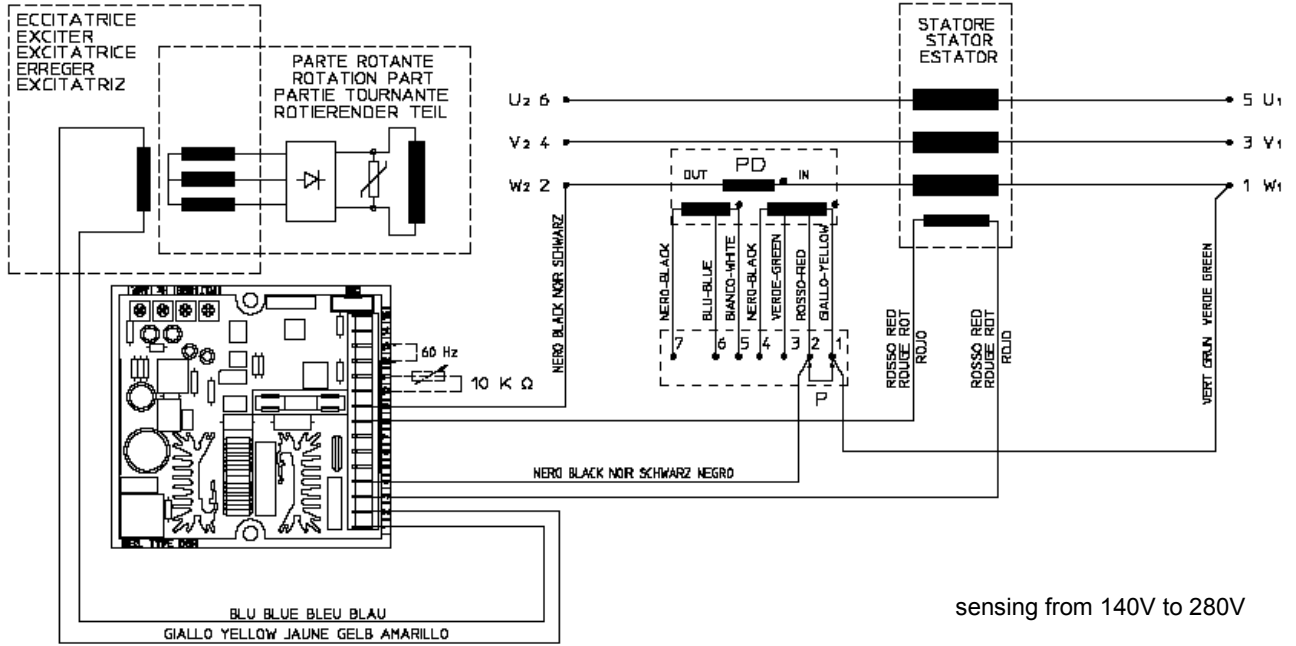 ECCITATRICE
EXCITER
EXCITATRICE
ERREGER
EXCITATRIZ
PARTE ROTANTE
ROTATION PART
PARTIE TOURNANTE
ROTIERENDER TEIL
STATORE
STATOR
ESTATOR
U2 6
5 U1
V2 4
3 V1
W2 2
1 W1
OUT PD IN
NERO-BLACK
BLU-BLUE
BIANCO-WHITE
NERO-BLACK
VERDE-GREEN
ROSSO-RED
GIALLO-YELLOW
7 6 5 4 3 2 1
P
NERO BLACK NOIR SCHWARZ
ROSSO RED
ROUGE ROT
ROJO
ROSSO RED
ROUGE ROT
ROJO
VERT GRUN VERDE GREEN
60 Hz
10 K Ω
NERO BLACK NOIR SCHWARZ NEGRO
BLU BLUE BLEU BLAU
GIALLO YELLOW JAUNE GELB AMARILLO
sensing from 140V to 280V